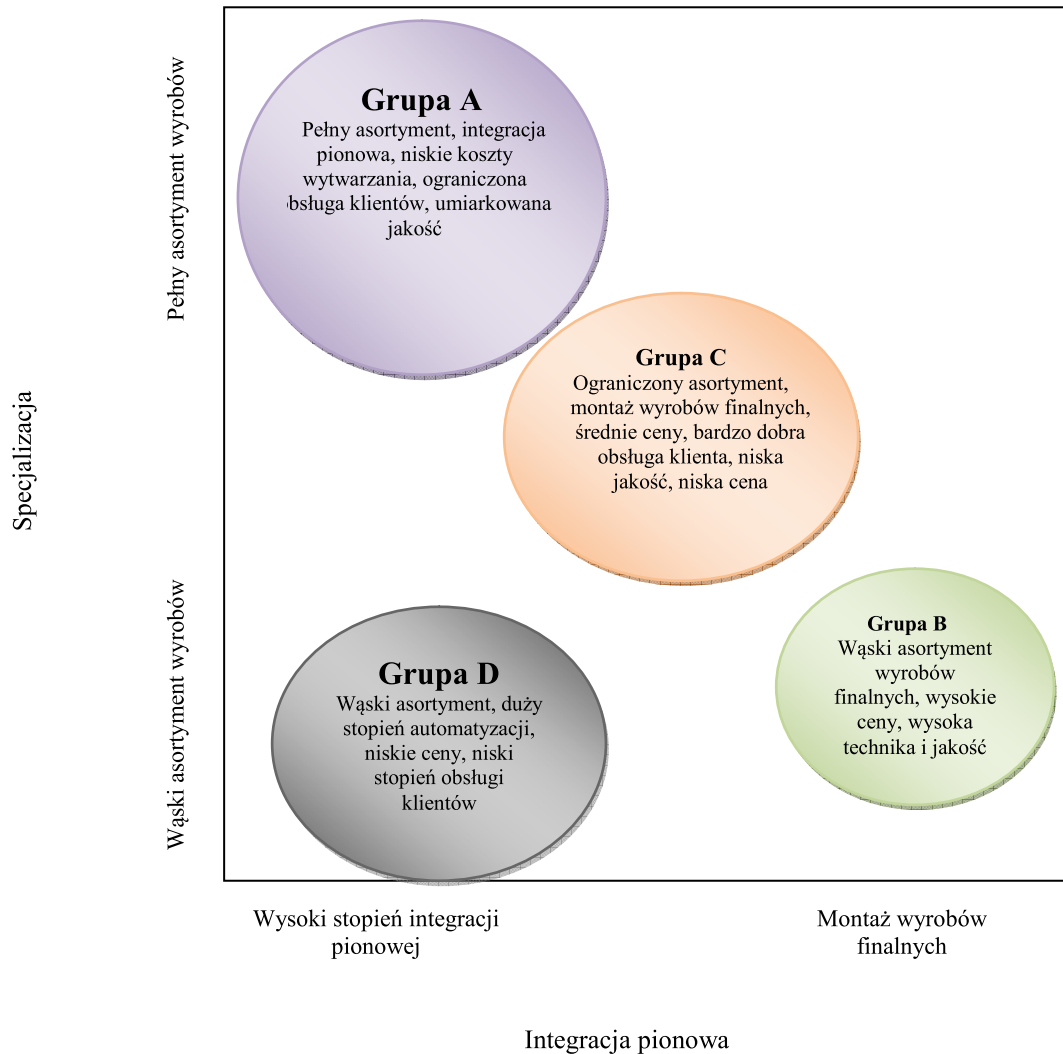 Specjalizacja
Pełny asortyment wyrobów
Wąski asortyment wyrobów
Grupa A
Pełny asortyment, integracja
pionowa, niskie koszty
wytwarzania, ograniczona
obsługa klientów, umiarkowana
jakość
Grupa C
Ograniczony asortyment,
montaż wyrobów finalnych,
średnie ceny, bardzo dobra
obsługa klienta, niska
jakość, niska cena
Grupa B
Wąski asortyment
wyrobów
finalnych, wysokie
ceny, wysoka
technika i jakość
Grupa D
Wąski asortyment, duży
stopień automatyzacji,
niskie ceny, niski
stopień obsługi
klientów
Wysoki stopień integracji
pionowej
Montaż wyrobów
finalnych
Integracja pionowa